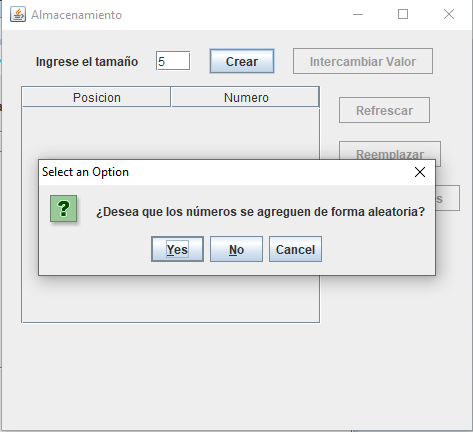 Almacenamiento
Ingrese el tamaño 5 Crear Intercambiar Valor
Posicion Numero
Refrescar
Reemplazar
Select an Option
s
¿Desea que los números se agreguen de forma aleatoria?
Yes No Cancel